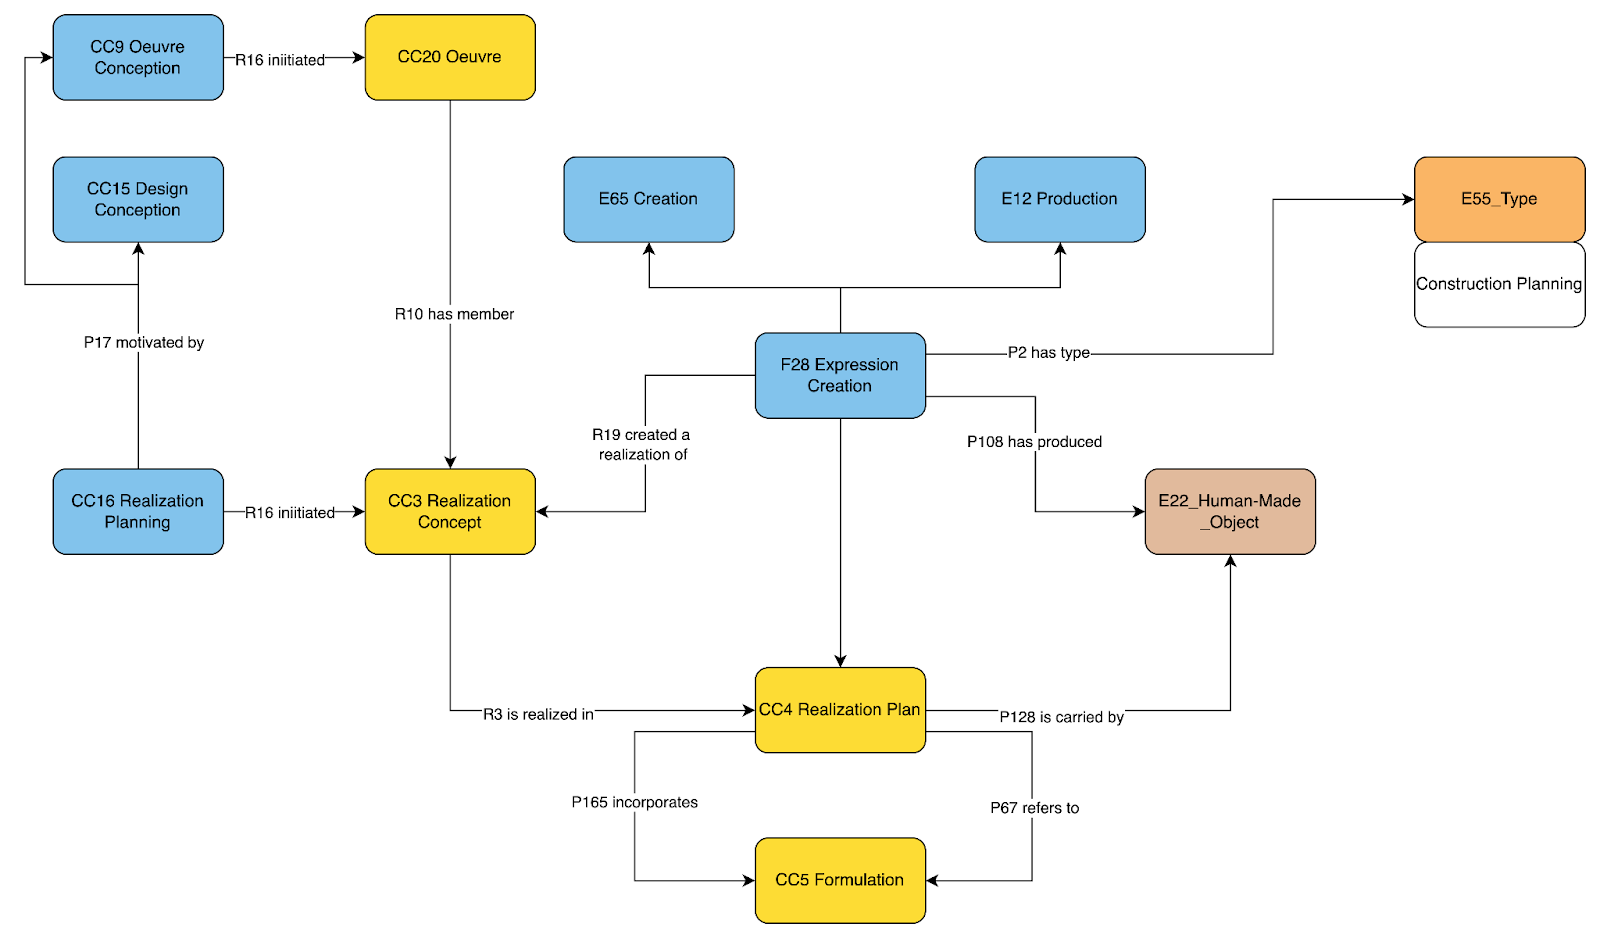 CC9 Oeuvre
Conception
R16 iniitiated
CC20 Oeuvre
CC15 Design
Conception
E65 Creation
E12 Production
E55_Type
Construction Planning
R10 has member
P17 motivated by
P2 has type
F28 Expression
Creation
R19 created a
realization of
P108 has produced
CC16 Realization
Planning
R16 iniitiated
CC3 Realization
Concept
E22_Human-Made
_Object
R3 is realized in
CC4 Realization Plan
P128 is carried by
P165 incorporates
P67 refers to
CC5 Formulation